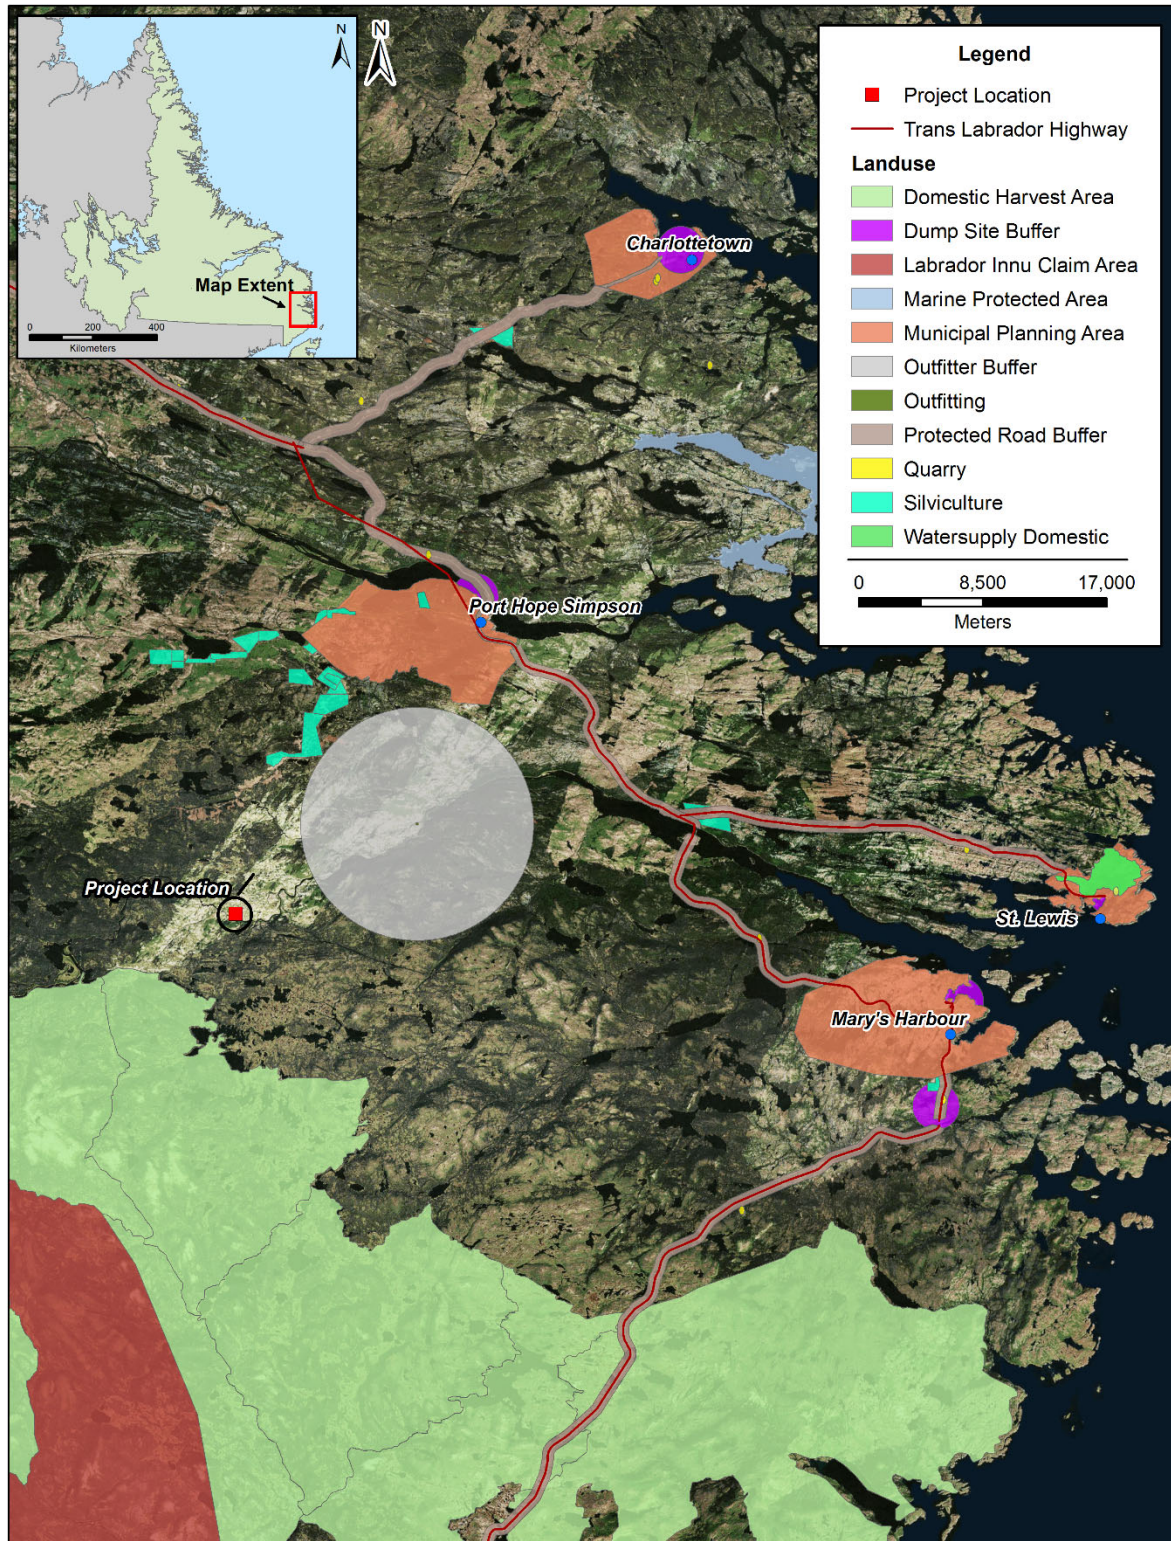 N
N
Map Extent
0 200 400
Kilometers
Legend
Project Location
Trans Labrador Highway
Landuse
Domestic Harvest Area
Dump Site Buffer
Labrador Innu Claim Area
Marine Protected Area
Municipal Planning Area
Outfitter Buffer
Outfitting
Protected Road Buffer
Quarry
Silviculture
Watersupply Domestic
0 8,500 17,000
Meters
Charlottetown
Port Hope Simpson
Project Location
St. Lewis
Mary's Harbour